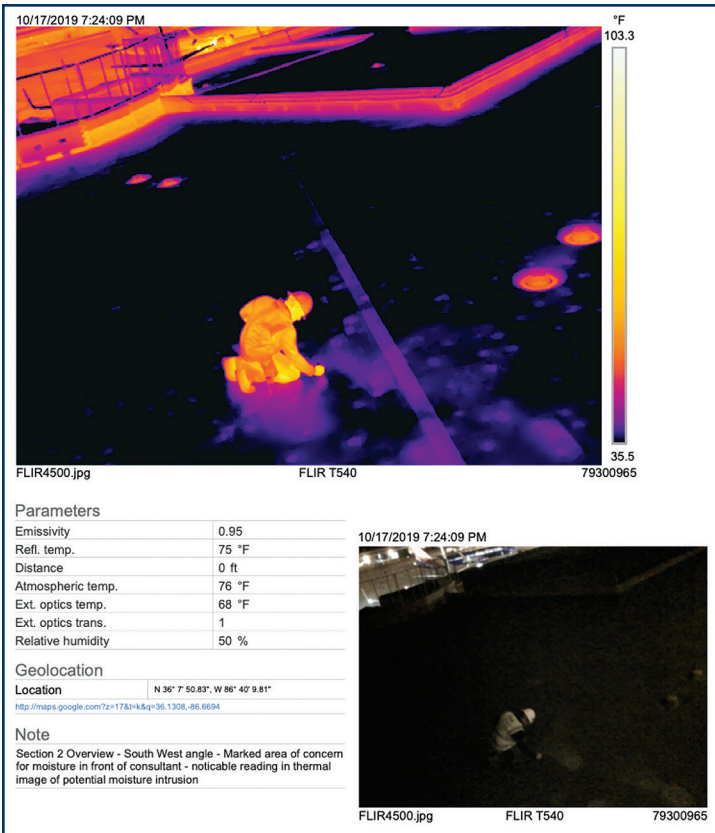 10/17/2019 7:24:09 PM
°F
103.3
35.5
FLIR4500.jpg FLIR T540 79300965
Parameters
Emissivity 0.95
Refl. temp. 75 °F
Distance 0 ft
Atmospheric temp. 76 °F
Ext. optics temp. 68 °F
Ext. optics trans. 1
Relative humidity 50 %
Geolocation
Location N 36° 7' 50.83", W 86° 40' 9.81"
http://maps.google.com?z=17&t=k&q=36.1308,-86.6694
Note
Section 2 Overview - South West angle - Marked area of concern
for moisture in front of consultant - noticable reading in thermal
image of potential moisture intrusion
10/17/2019 7:24:09 PM
FLIR4500.jpg FLIR T540 79300965